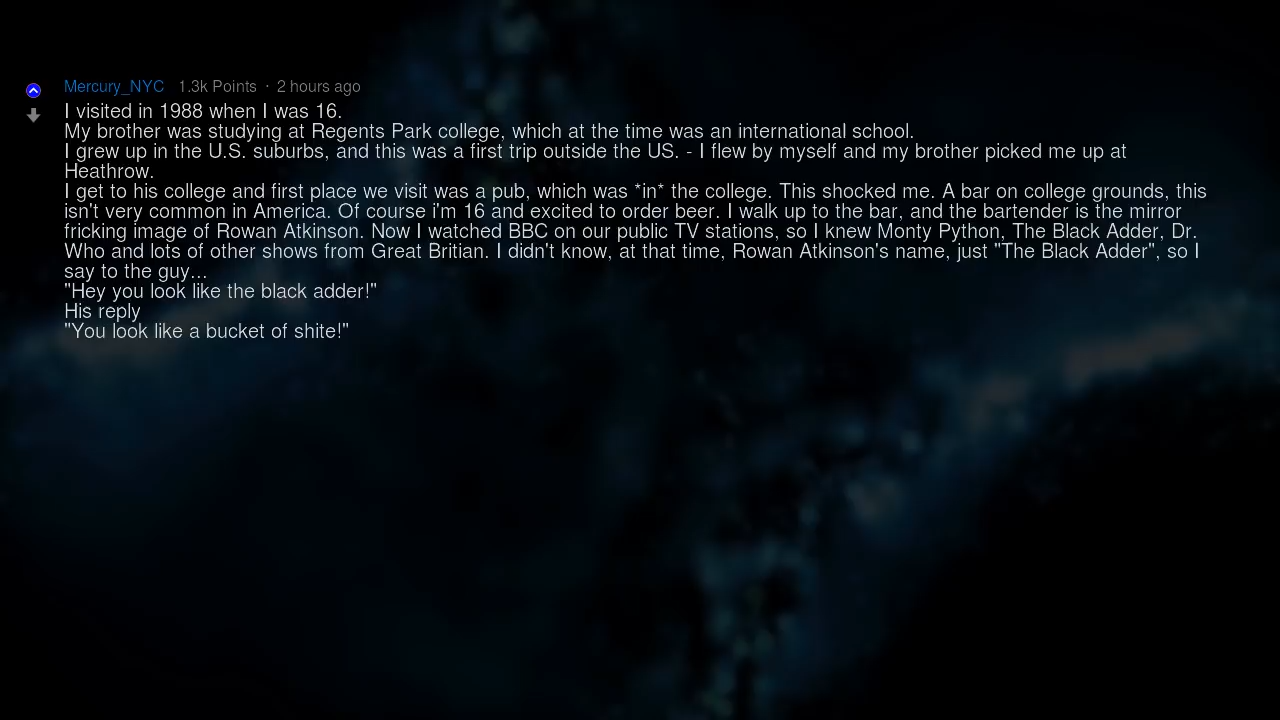 Mercury_NYC 1.3k Points · 2 hours ago
I visited in 1988 when I was 16.
My brother was studying at Regents Park college, which at the time was an international school.
I grew up in the U.S. suburbs, and this was a first trip outside the US. - I flew by myself and my brother picked me up at
Heathrow.
I get to his college and first place we visit was a pub, which was *in* the college. This shocked me. A bar on college grounds, this
isn't very common in America. Of course i'm 16 and excited to order beer. I walk up to the bar, and the bartender is the mirror
fricking image of Rowan Atkinson. Now I watched BBC on our public TV stations, so I knew Monty Python, The Black Adder, Dr.
Who and lots of other shows from Great Britian. I didn't know, at that time, Rowan Atkinson's name, just "The Black Adder", so I
say to the guy...
"Hey you look like the black adder!"
His reply
"You look like a bucket of shite!"